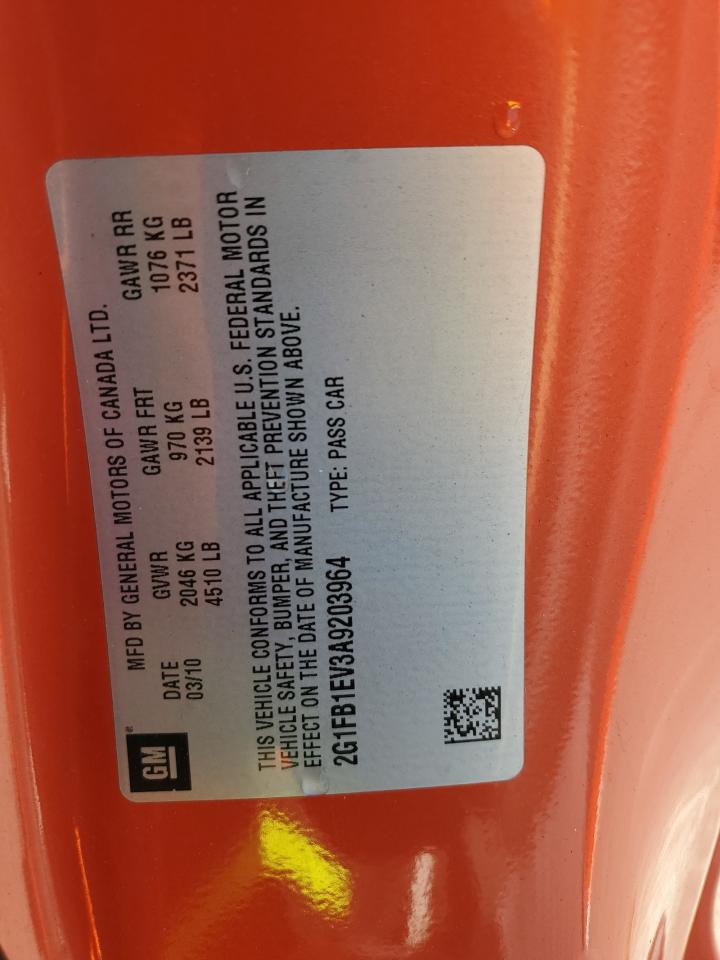 GM®
MFD BY GENERAL MOTORS OF CANADA LTD.
DATE GVWR GAWR FRT GAWR RR
03/10 2046 KG 970 KG 1076 KG
4510 LB 2139 LB 2371 LB
THIS VEHICLE CONFORMS TO ALL APPLICABLE U.S. FEDERAL MOTOR
VEHICLE SAFETY, BUMPER, AND THEFT PREVENTION STANDARDS IN
EFFECT ON THE DATE OF MANUFACTURE SHOWN ABOVE.
2G1FB1EV3A9203964 TYPE: PASS CAR